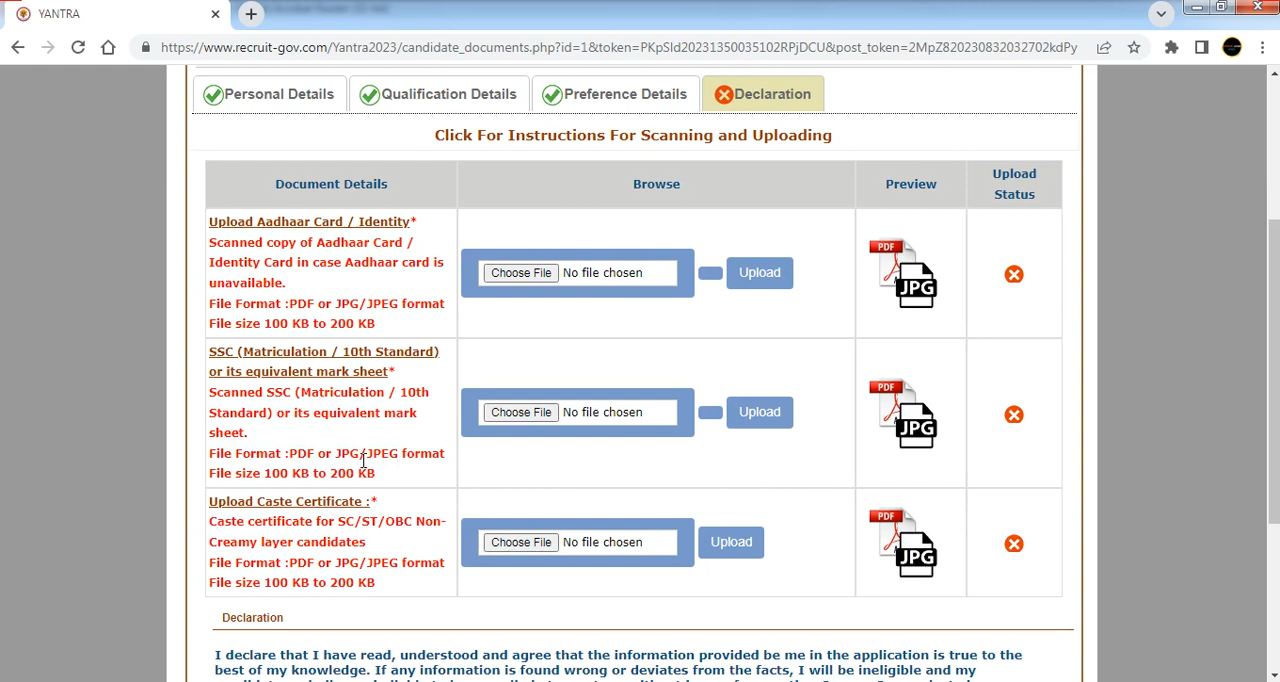 YANTRA
https://www.recruit-gov.com/Yantra2023/candidate_documents.php?id=1&token=PKpSId20231350035102RPjDCU&post_token=2MpZ820230832032702kdPy
Personal Details
Qualification Details
Preference Details
Declaration
Click For Instructions For Scanning and Uploading
Document Details
Browse
Preview
Upload
Status
Upload Aadhaar Card / Identity*
Scanned copy of Aadhaar Card /
Identity Card in case Aadhaar card is
unavailable.
File Format :PDF or JPG/JPEG format
File size 100 KB to 200 KB
Choose File No file chosen
Upload
PDF
JPG
SSC (Matriculation / 10th Standard)
or its equivalent mark sheet*
Scanned SSC (Matriculation / 10th
Standard) or its equivalent mark
sheet.
File Format :PDF or JPG/JPEG format
File size 100 KB to 200 KB
Choose File No file chosen
Upload
PDF
JPG
Upload Caste Certificate :*
Caste certificate for SC/ST/OBC Non-
Creamy layer candidates
File Format :PDF or JPG/JPEG format
File size 100 KB to 200 KB
Choose File No file chosen
Upload
PDF
JPG
Declaration
I declare that I have read, understood and agree that the information provided be me in the application is true to the
best of my knowledge. If any information is found wrong or deviates from the facts, I will be ineligible and my